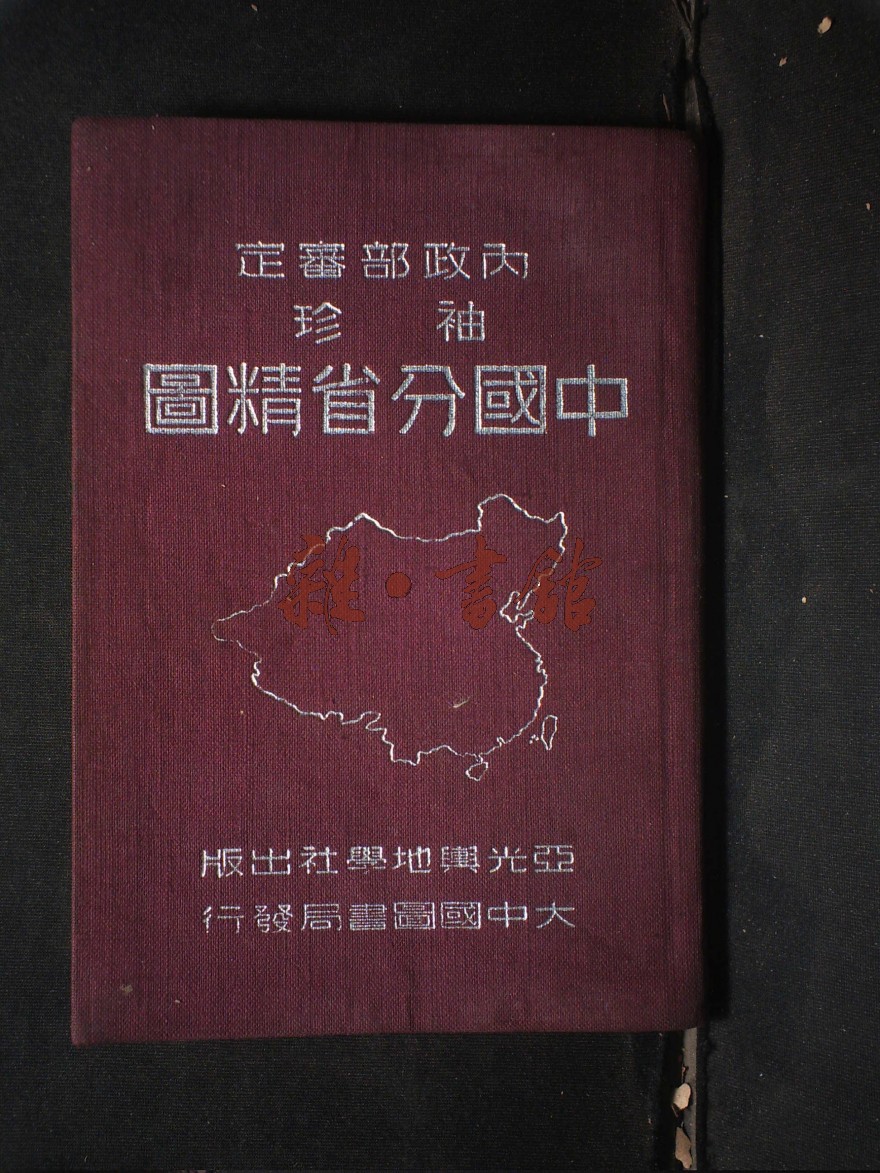 內政部審定
袖珍
中國分省精圖
雜·書館
亞光輿地學社出版
大中國圖書局發行